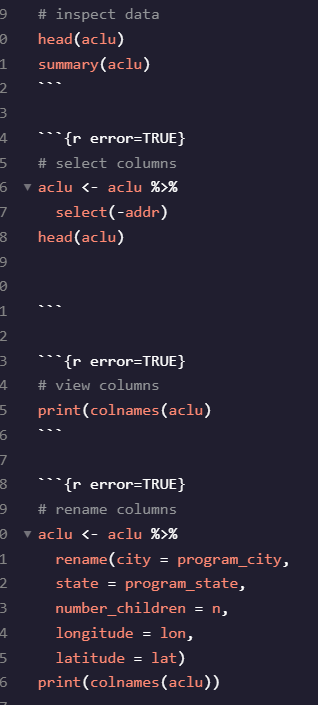 9 # inspect data
0 head(aclu)
1 summary(aclu)
2 ```
3
4 ```{r error=TRUE}
5 # select columns
6 aclu <- aclu %>%
7 select(-addr)
8 head(aclu)
9
0
1 ```
2
3 ```{r error=TRUE}
4 # view columns
5 print(colnames(aclu)
6 ```
7
8 ```{r error=TRUE}
9 # rename columns
0 aclu <- aclu %>%
1 rename(city = program_city,
2 state = program_state,
3 number_children = n,
4 longitude = lon,
5 latitude = lat)
6 print(colnames(aclu))